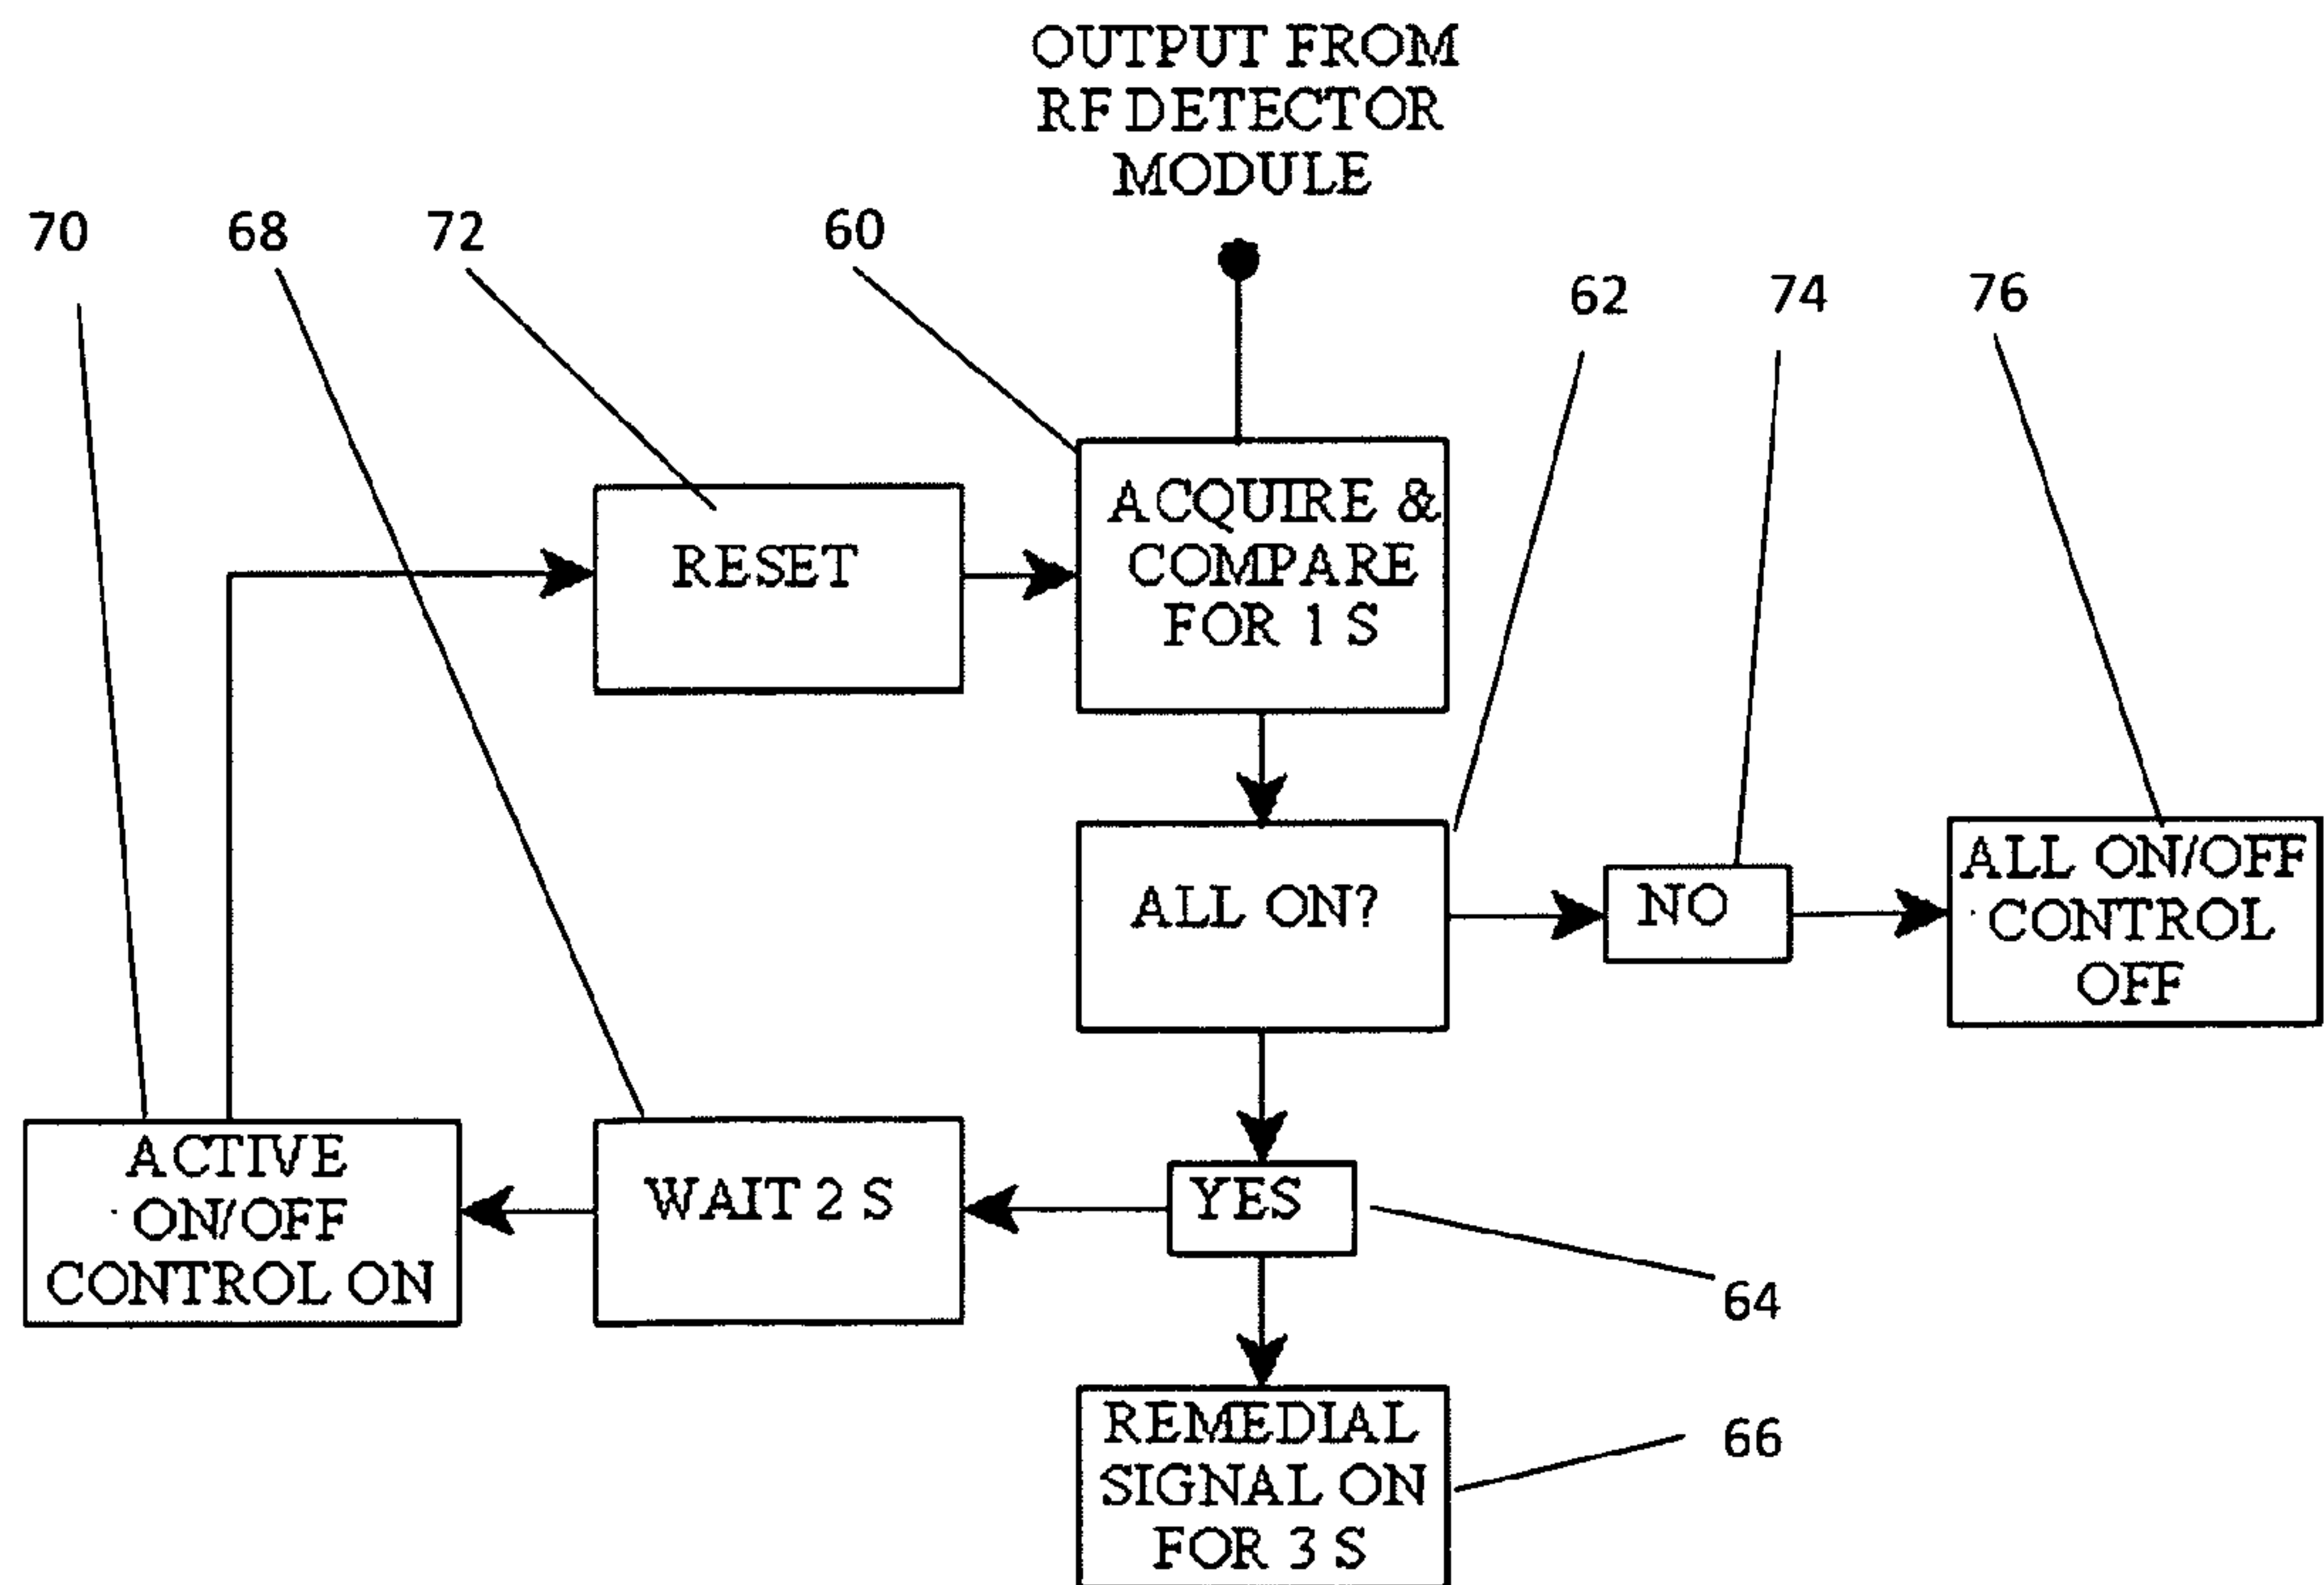 OUTPUT FROM
RF DETECTOR
MODULE
70
68
72
60
62
74
76
RESET
ACQUIRE &
COMPARE
FOR 1 S
ALL ON?
NO
ALL ON/OFF
CONTROL
OFF
ACTIVE
ON/OFF
CONTROL ON
WAIT 2 S
YES
64
REMEDIAL
SIGNAL ON
FOR 3 S
66